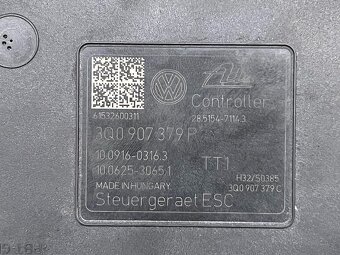 Ate
Controller
61532600311
28.5154-7114.3
3Q0 907 379 P
10.0916-0316.3
10.0625-3065.1
TT1
H32/S0385
MADE IN HUNGARY
3Q0 907 379 C
Steuergeraet ESC